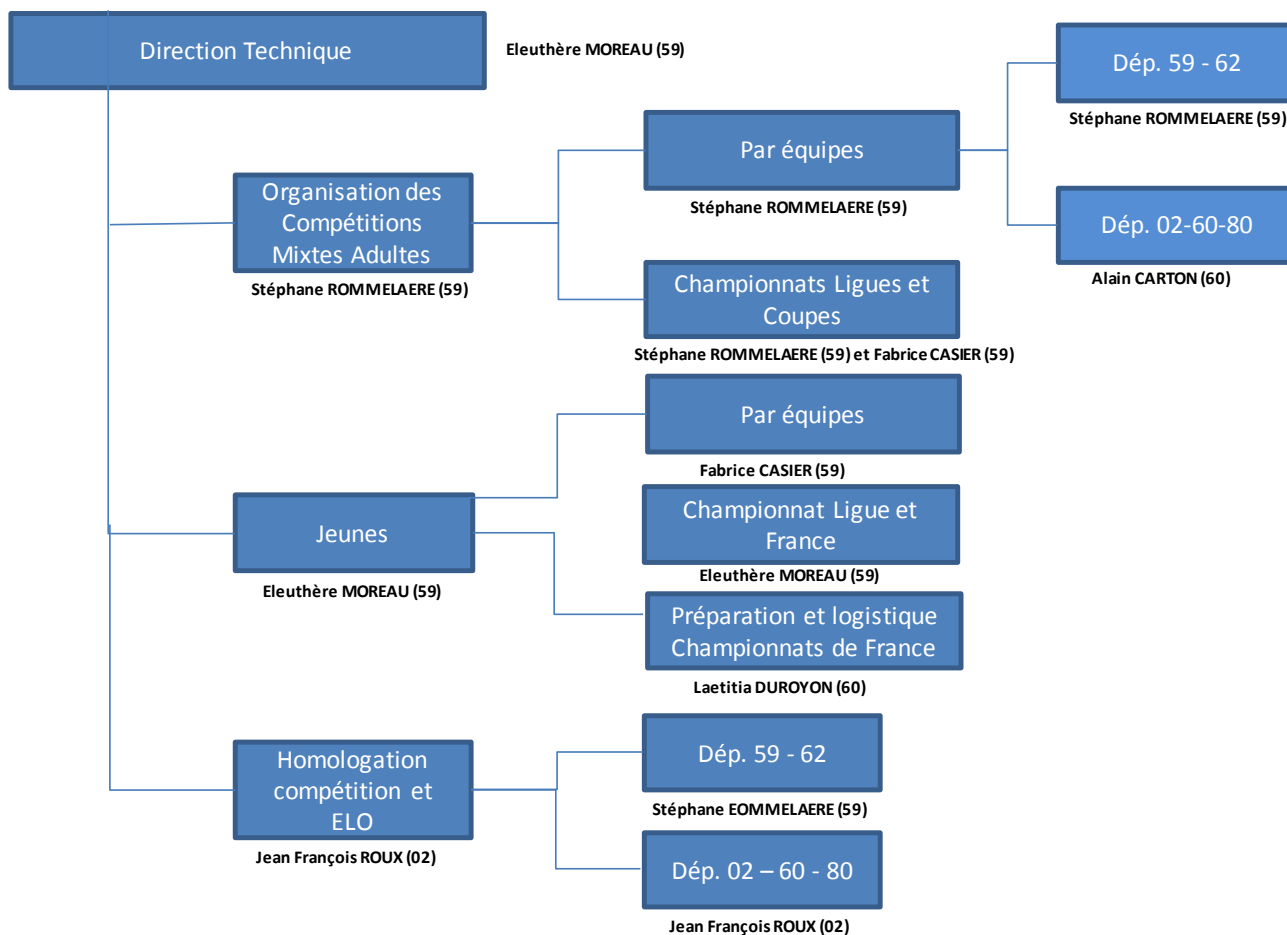 Direction Technique
Eleuthère MOREAU (59)
Dép. 59 - 62
Stéphane ROMMELAERE (59)
Par équipes
Stéphane ROMMELAERE (59)
Organisation des
Compétitions
Mixtes Adultes
Stéphane ROMMELAERE (59)
Dép. 02-60-80
Alain CARTON (60)
Championnats Ligues et
Coupes
Stéphane ROMMELAERE (59) et Fabrice CASIER (59)
Par équipes
Fabrice CASIER (59)
Jeunes
Eleuthère MOREAU (59)
Championnat Ligue et
France
Eleuthère MOREAU (59)
Préparation et logistique
Championnats de France
Laetitia DUROYON (60)
Homologation
compétition et
ELO
Jean François ROUX (02)
Dép. 59 - 62
Stéphane EOMMELAERE (59)
Dép. 02 – 60 - 80
Jean François ROUX (02)